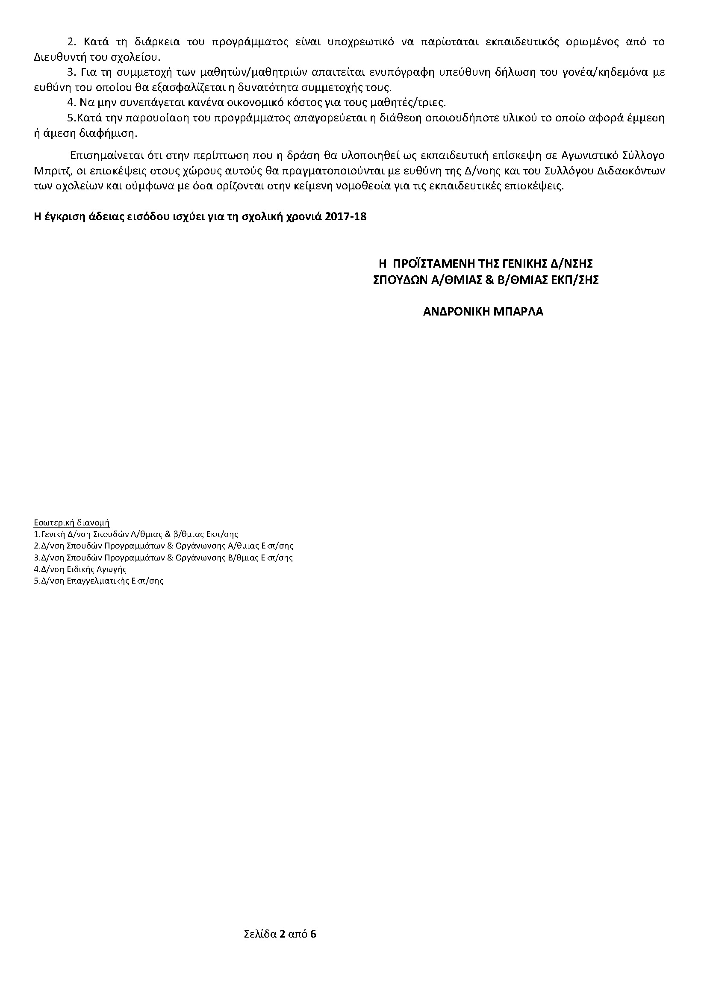 2. Κατά τη διάρκεια του προγράμματος είναι υποχρεωτικό να παρίσταται εκπαιδευτικός ορισμένος από το
Διευθυντή του σχολείου.
3. Για τη συμμετοχή των μαθητών/μαθητριών απαιτείται ενυπόγραφη υπεύθυνη δήλωση του γονέα/κηδεμόνα με
ευθύνη του οποίου θα εξασφαλίζεται η δυνατότητα συμμετοχής τους.
4. Να μην συνεπάγεται κανένα οικονομικό κόστος για τους μαθητές/τριες.
5.Κατά την παρουσίαση του προγράμματος απαγορεύεται η διάθεση οποιουδήποτε υλικού το οποίο αφορά έμμεση
ή άμεση διαφήμιση.
Επισημαίνεται ότι στην περίπτωση που η δράση θα υλοποιηθεί ως εκπαιδευτική επίσκεψη σε Αγωνιστικό Σύλλογο
Μπριτζ, οι επισκέψεις στους χώρους αυτούς θα πραγματοποιούνται με ευθύνη της Δ/νσης και του Συλλόγου Διδασκόντων
των σχολείων και σύμφωνα με όσα ορίζονται στην κείμενη νομοθεσία για τις εκπαιδευτικές επισκέψεις.
Η έγκριση άδειας εισόδου ισχύει για τη σχολική χρονιά 2017-18
Η ΠΡΟΪΣΤΑΜΕΝΗ ΤΗΣ ΓΕΝΙΚΗΣ Δ/ΝΣΗΣ
ΣΠΟΥΔΩΝ Α/ΘΜΙΑΣ & Β/ΘΜΙΑΣ ΕΚΠ/ΣΗΣ
ΑΝΔΡΟΝΙΚΗ ΜΠΑΡΛΑ
Εσωτερική διανομή
1.Γενική Δ/νση Σπουδών Α/θμιας & β/θμιας Εκπ/σης
2.Δ/νση Σπουδών Προγραμμάτων & Οργάνωνσης Α/θμιας Εκπ/σης
3.Δ/νση Σπουδών Προγραμμάτων & Οργάνωνσης Β/θμιας Εκπ/σης
4.Δ/νση Ειδικής Αγωγής
5.Δ/νση Επαγγελματικής Εκπ/σης
Σελίδα 2 από 6